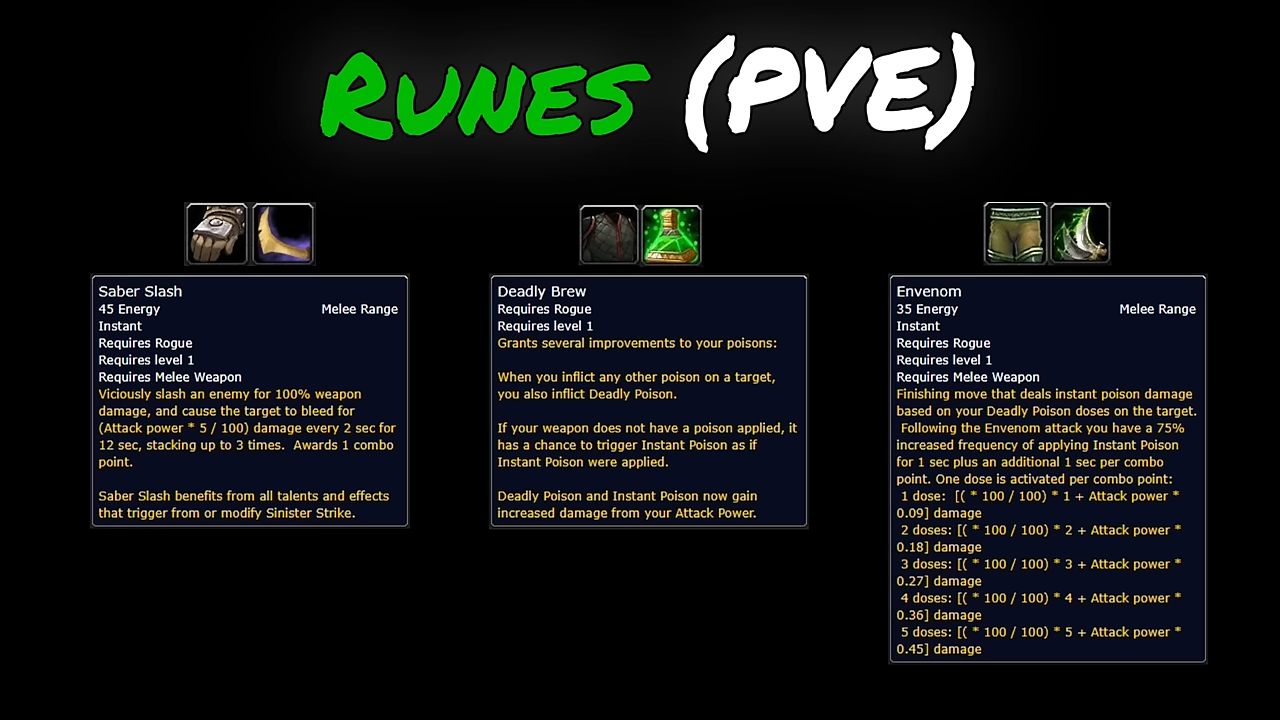 RUNES (PVE)
Saber Slash
45 Energy Melee Range
Instant
Requires Rogue
Requires level 1
Requires Melee Weapon
Viciously slash an enemy for 100% weapon
damage, and cause the target to bleed for
(Attack power * 5 / 100) damage every 2 sec for
12 sec, stacking up to 3 times.  Awards 1 combo
point.
Saber Slash benefits from all talents and effects
that trigger from or modify Sinister Strike.
Deadly Brew
Requires Rogue
Requires level 1
Grants several improvements to your poisons:
When you inflict any other poison on a target,
you also inflict Deadly Poison.
If your weapon does not have a poison applied, it
has a chance to trigger Instant Poison as if
Instant Poison were applied.
Deadly Poison and Instant Poison now gain
increased damage from your Attack Power.
Envenom
35 Energy Melee Range
Instant
Requires Rogue
Requires level 1
Requires Melee Weapon
Finishing move that deals instant poison damage
based on your Deadly Poison doses on the target.
Following the Envenom attack you have a 75%
increased frequency of applying Instant Poison
for 1 sec plus an additional 1 sec per combo
point. One dose is activated per combo point:
1 dose:  [( * 100 / 100) * 1 + Attack power *
0.09] damage
2 doses: [( * 100 / 100) * 2 + Attack power *
0.18] damage
3 doses: [( * 100 / 100) * 3 + Attack power *
0.27] damage
4 doses: [( * 100 / 100) * 4 + Attack power *
0.36] damage
5 doses: [( * 100 / 100) * 5 + Attack power *
0.45] damage